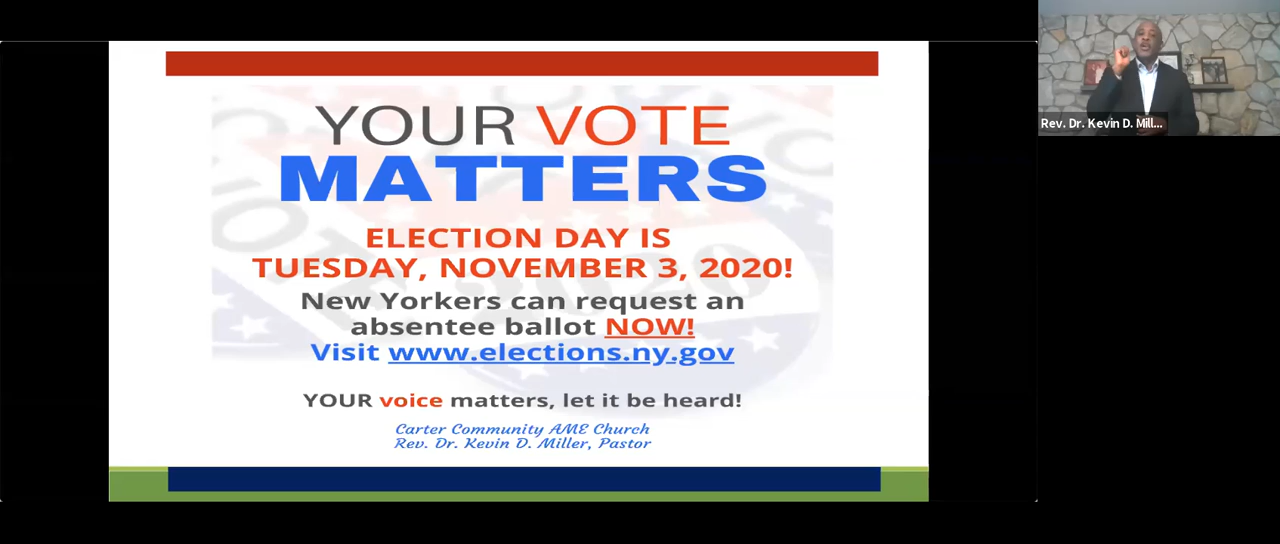 YOUR VOTE
MATTERS
ELECTION DAY IS
TUESDAY, NOVEMBER 3, 2020!
New Yorkers can request an
absentee ballot NOW!
Visit www.elections.ny.gov
YOUR voice matters, let it be heard!
Carter Community AME Church
Rev. Dr. Kevin D. Miller, Pastor
Rev. Dr. Kevin D. Mill...